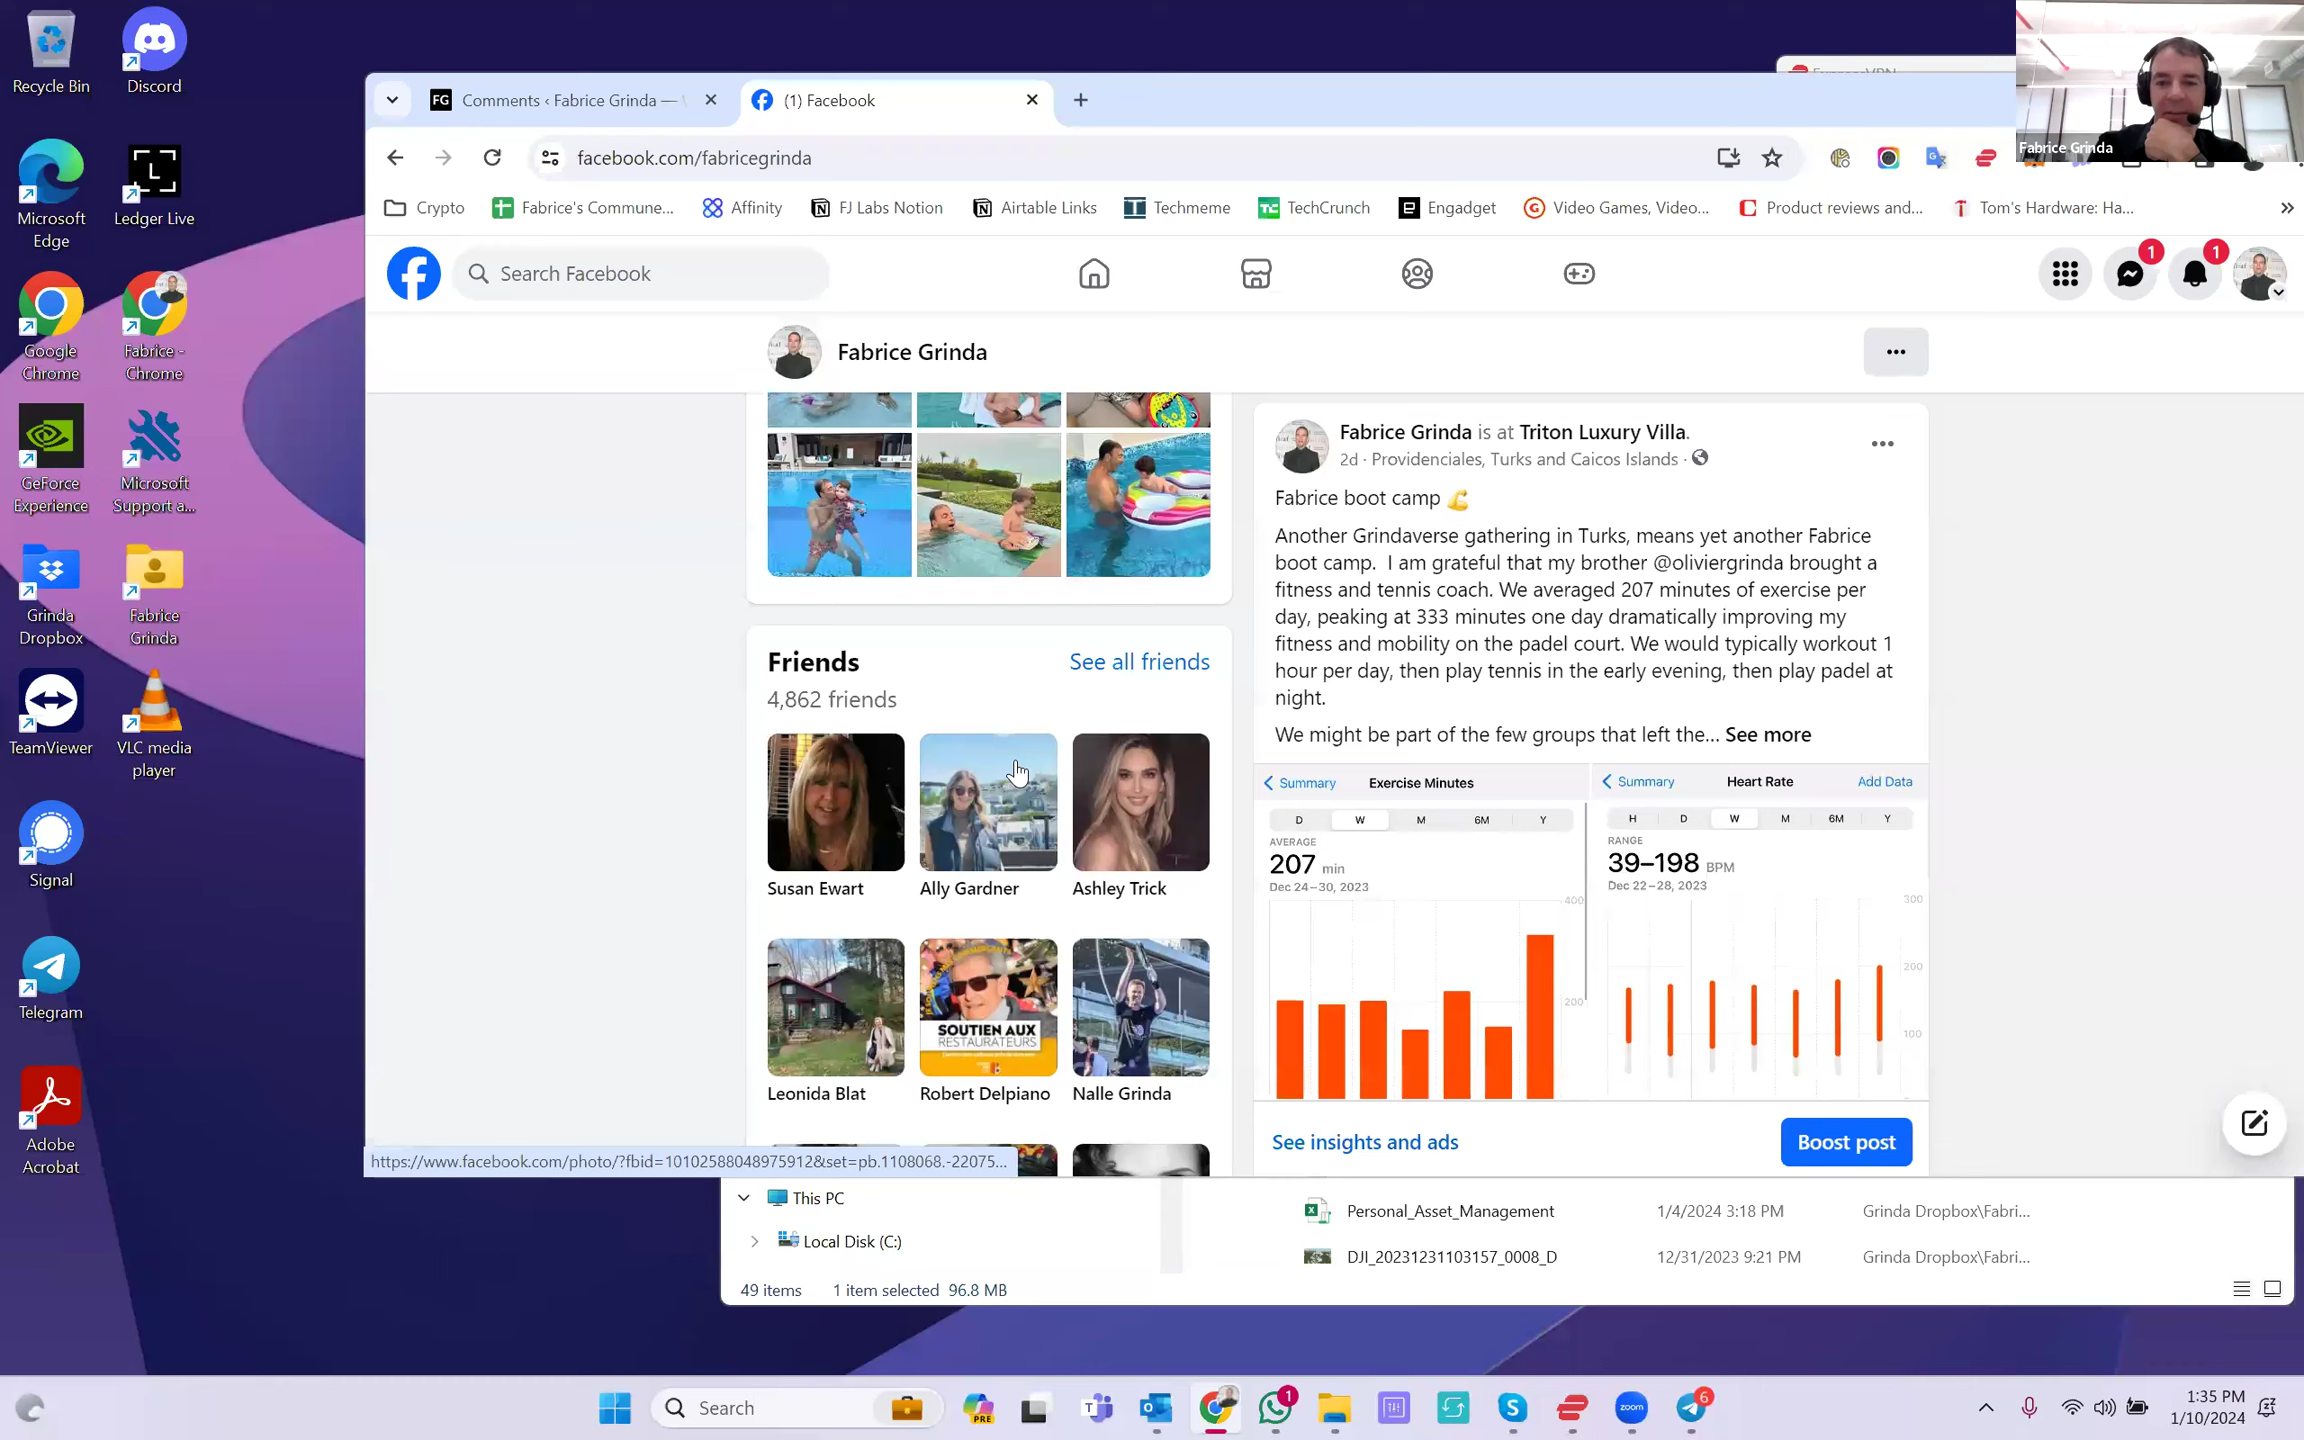 Recycle Bin
Discord
Microsoft
Edge
Ledger Live
Google
Chrome
Fabrice -
Chrome
GeForce
Experience
Microsoft
Support a...
Grinda
Dropbox
Fabrice
Grinda
TeamViewer
VLC media
player
Signal
Telegram
Adobe
Acrobat
FG Comments ‹ Fabrice Grinda —
(1) Facebook
Fabrice Grinda
facebook.com/fabricegrinda
Crypto
Fabrice's Commune...
Affinity
FJ Labs Notion
Airtable Links
Techmeme
TechCrunch
Engadget
Video Games, Video...
Product reviews and...
Tom's Hardware: Ha...
Search Facebook
1
1
Fabrice Grinda
Friends
See all friends
4,862 friends
Susan Ewart
Ally Gardner
Ashley Trick
SOUTIEN AUX
RESTAURATEURS
Leonida Blat
Robert Delpiano
Nalle Grinda
Fabrice Grinda is at Triton Luxury Villa.
2d · Providenciales, Turks and Caicos Islands ·
Fabrice boot camp 💪
Another Grindaverse gathering in Turks, means yet another Fabrice
boot camp. I am grateful that my brother @oliviergrinda brought a
fitness and tennis coach. We averaged 207 minutes of exercise per
day, peaking at 333 minutes one day dramatically improving my
fitness and mobility on the padel court. We would typically workout 1
hour per day, then play tennis in the early evening, then play padel at
night.
We might be part of the few groups that left the... See more
Summary
Exercise Minutes
D W M 6M Y
AVERAGE
207 min
Dec 24–30, 2023
400
200
Summary
Heart Rate
Add Data
H D W M 6M Y
RANGE
39–198 BPM
Dec 22–28, 2023
300
200
100
See insights and ads
Boost post
https://www.facebook.com/photo/?fbid=10102588048975912&set=pb.1108068.-22075...
This PC
Local Disk (C:)
Personal_Asset_Management
1/4/2024 3:18 PM
Grinda Dropbox\Fabri...
DJI_20231231103157_0008_D
12/31/2023 9:21 PM
Grinda Dropbox\Fabri...
49 items
1 item selected 96.8 MB
Search
PRE
1
zoom
6
1:35 PM
1/10/2024